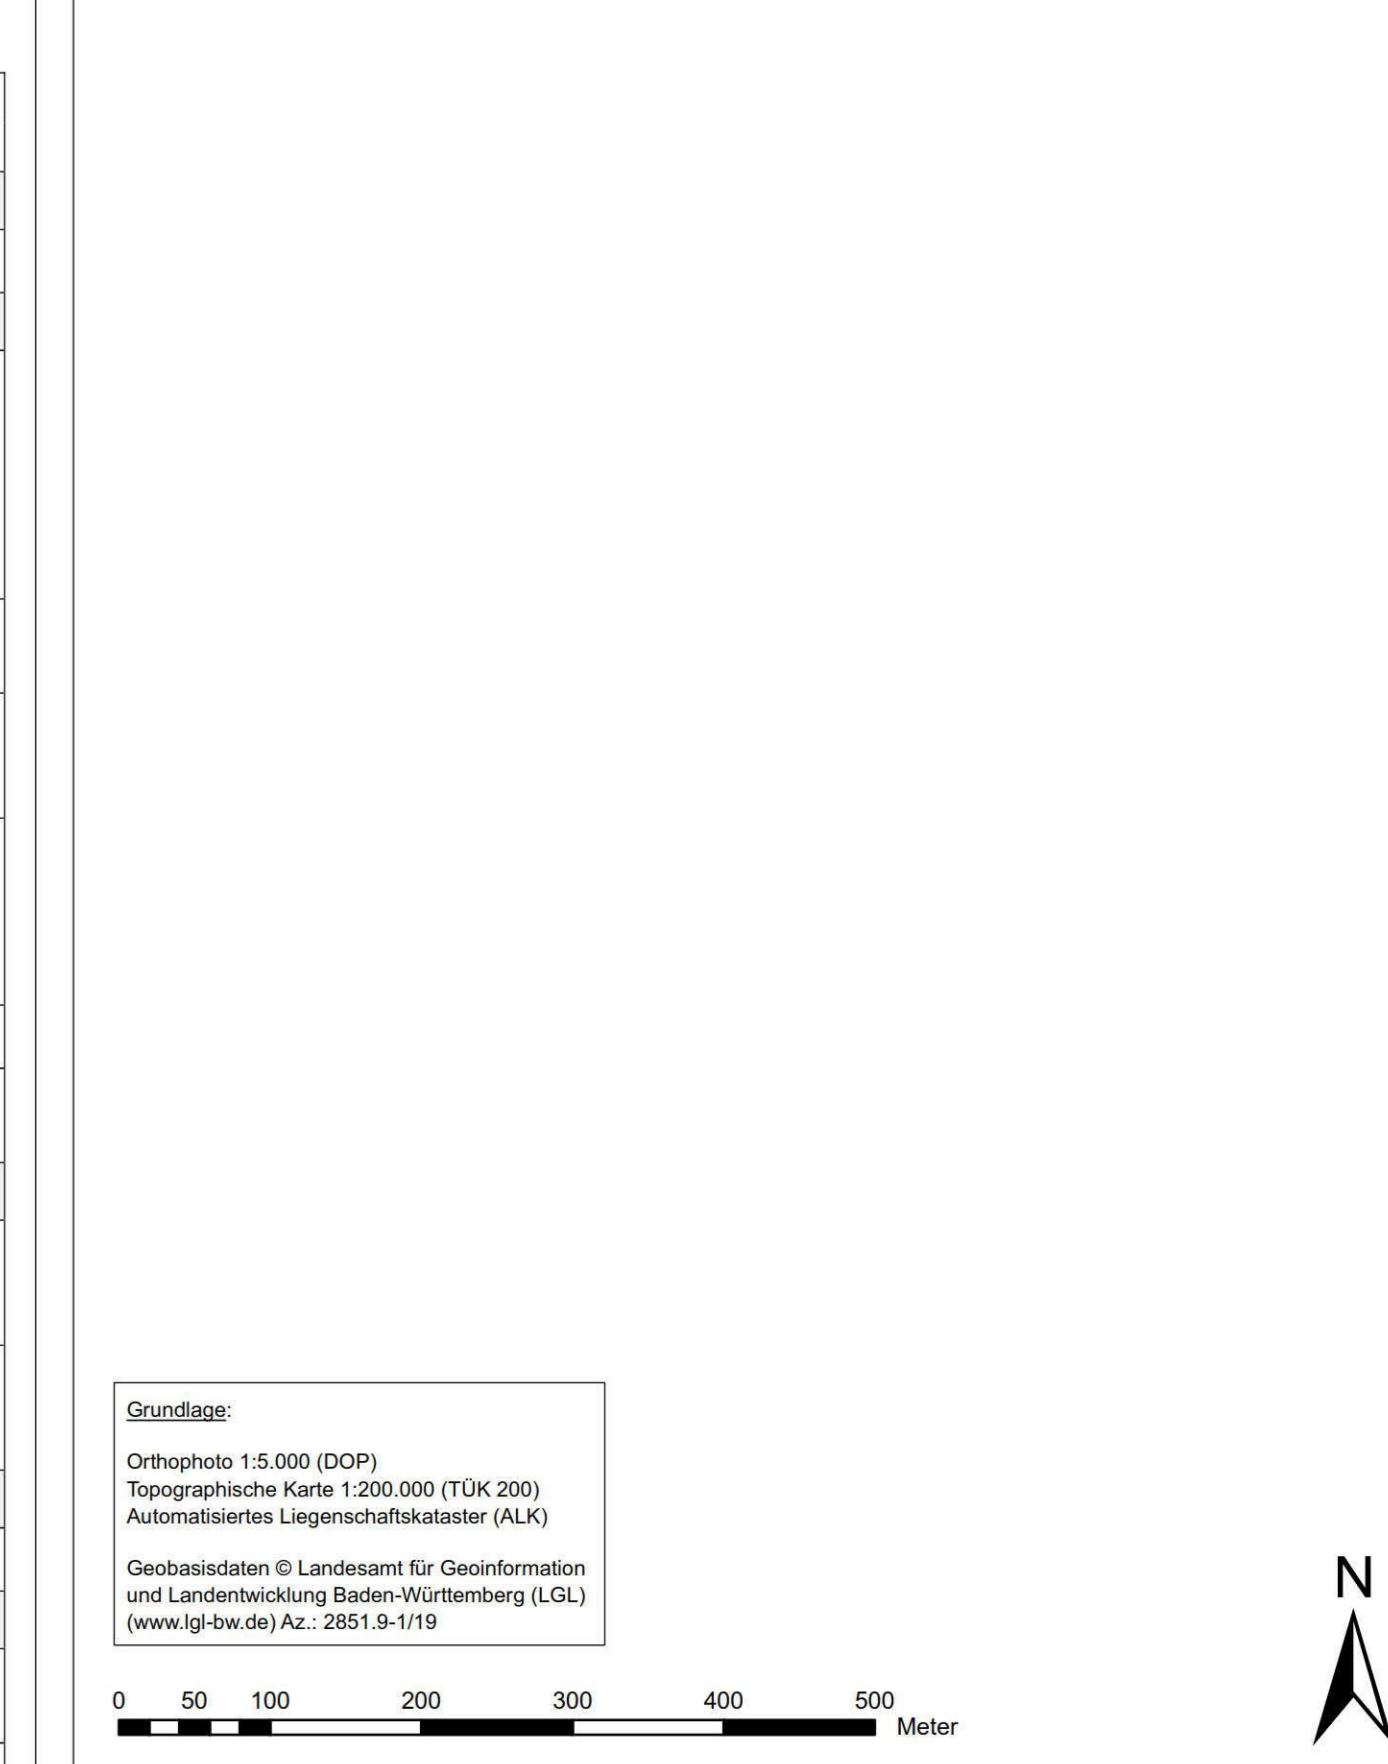 Grundlage:
Orthophoto 1:5.000 (DOP)
Topographische Karte 1:200.000 (TÜK 200)
Automatisiertes Liegenschaftskataster (ALK)
Geobasisdaten © Landesamt für Geoinformation
und Landentwicklung Baden-Württemberg (LGL)
(www.lgl-bw.de) Az.: 2851.9-1/19
N
0 50 100 200 300 400 500
Meter